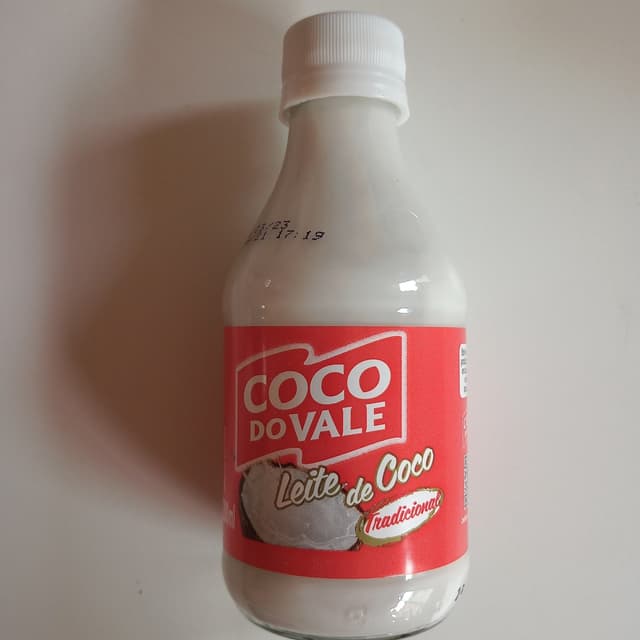 17:19
COCO
DO VALE
Leite de Coco
Tradicional